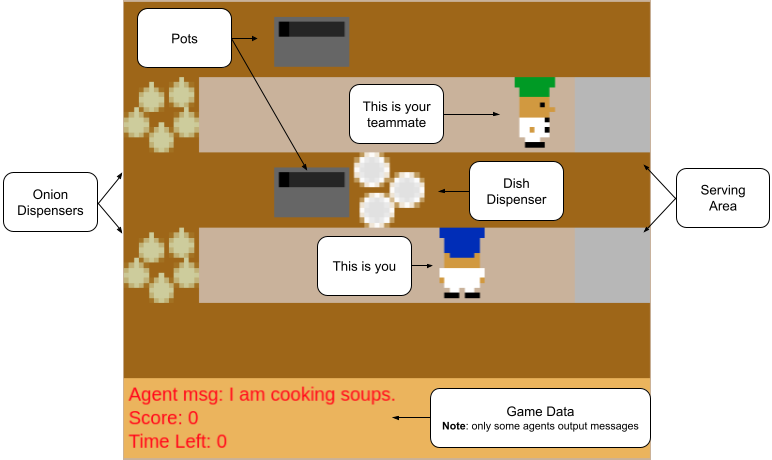 Pots
This is your
teammate
Onion
Dispensers
Dish
Dispenser
Serving
Area
This is you
Agent msg: I am cooking soups.
Score: 0
Time Left: 0
Game Data
Note: only some agents output messages